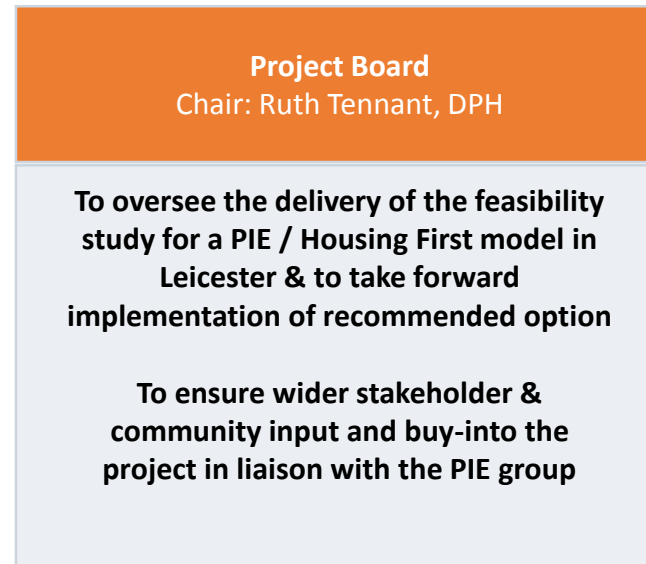 Project Board
Chair: Ruth Tennant, DPH
To oversee the delivery of the feasibility
study for a PIE / Housing First model in
Leicester & to take forward
implementation of recommended option
To ensure wider stakeholder &
community input and buy-into the
project in liaison with the PIE group